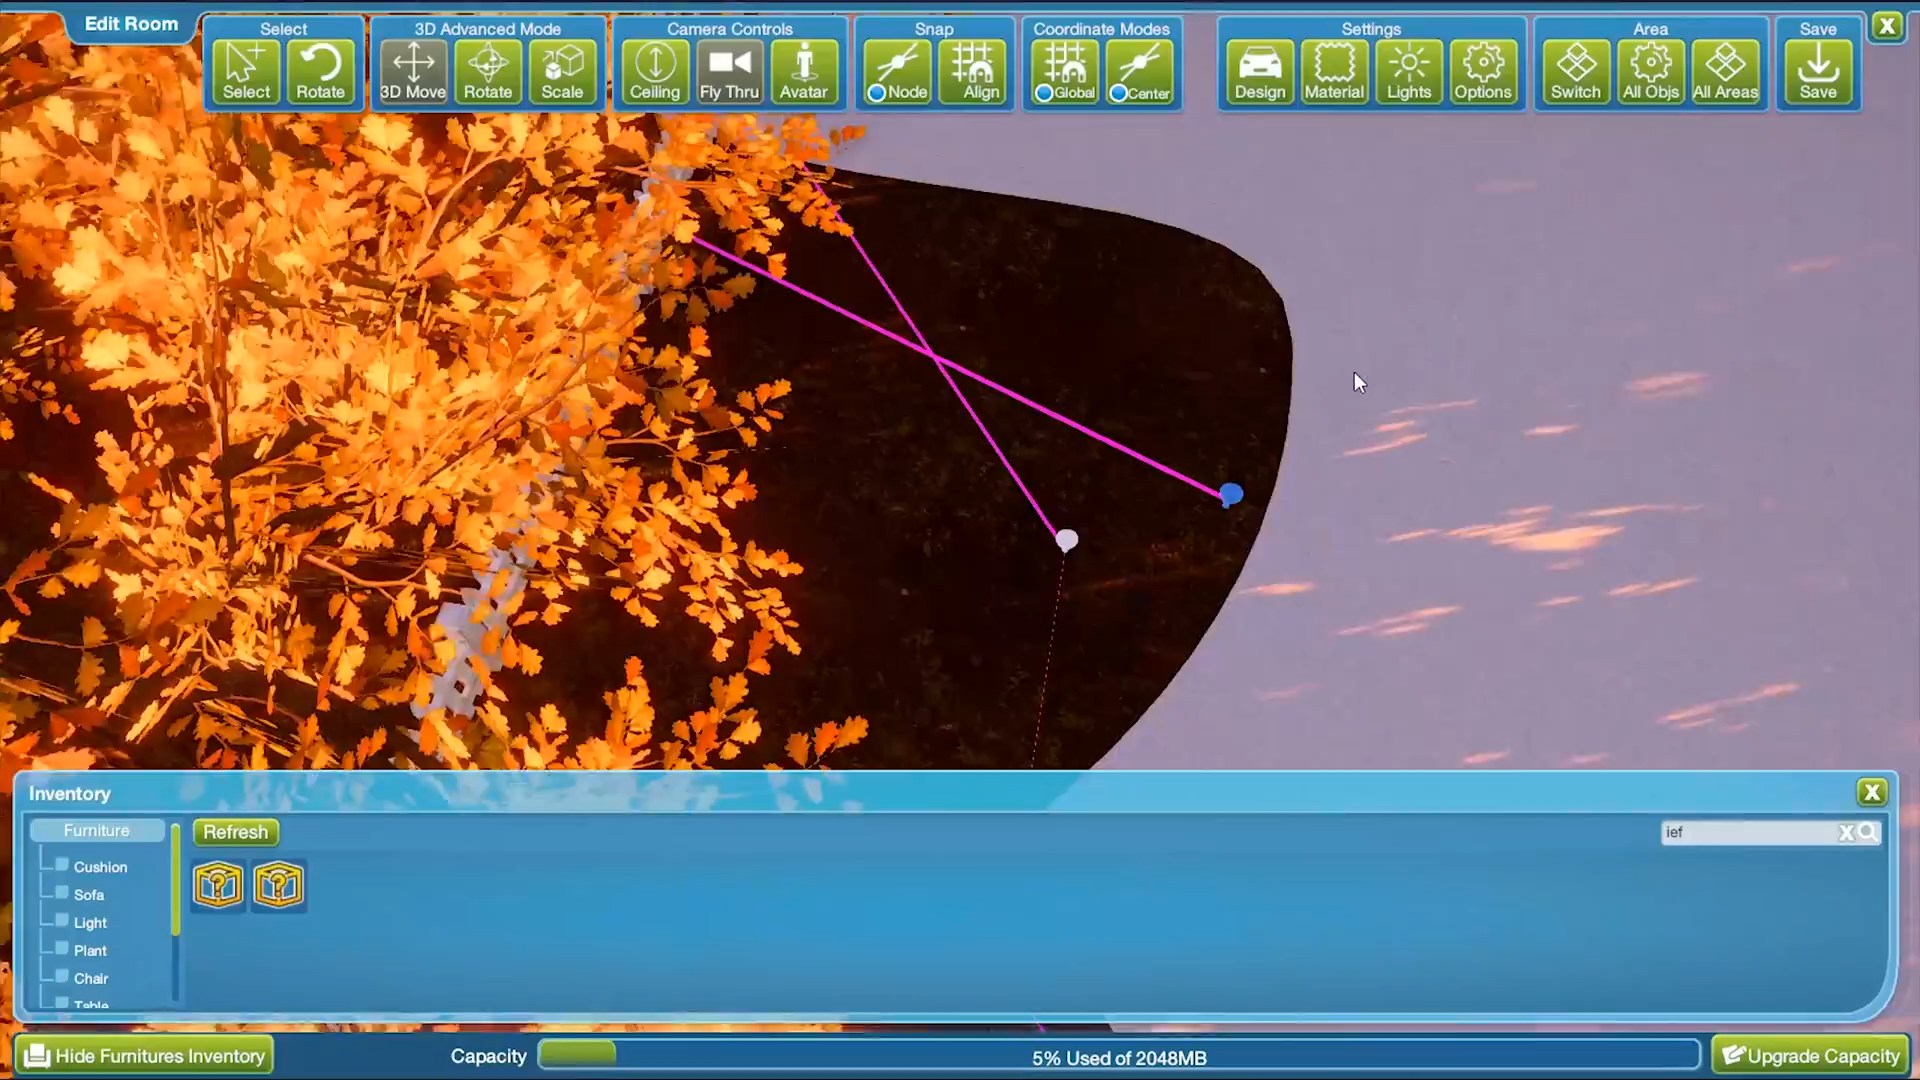 Edit Room
Select
3D Advanced Mode
Camera Controls
Snap
Coordinate Modes
Settings
Area
Save
X
Select
Rotate
3D Move
Rotate
Scale
Ceiling
Fly Thru
Avatar
Node
Align
Global
Center
Design
Material
Lights
Options
Switch
All Objs
All Areas
Save
Inventory
X
Furniture
Refresh
ief
X
Cushion
Sofa
Light
Plant
Chair
Table
Hide Furnitures Inventory
Capacity
5% Used of 2048MB
Upgrade Capacity